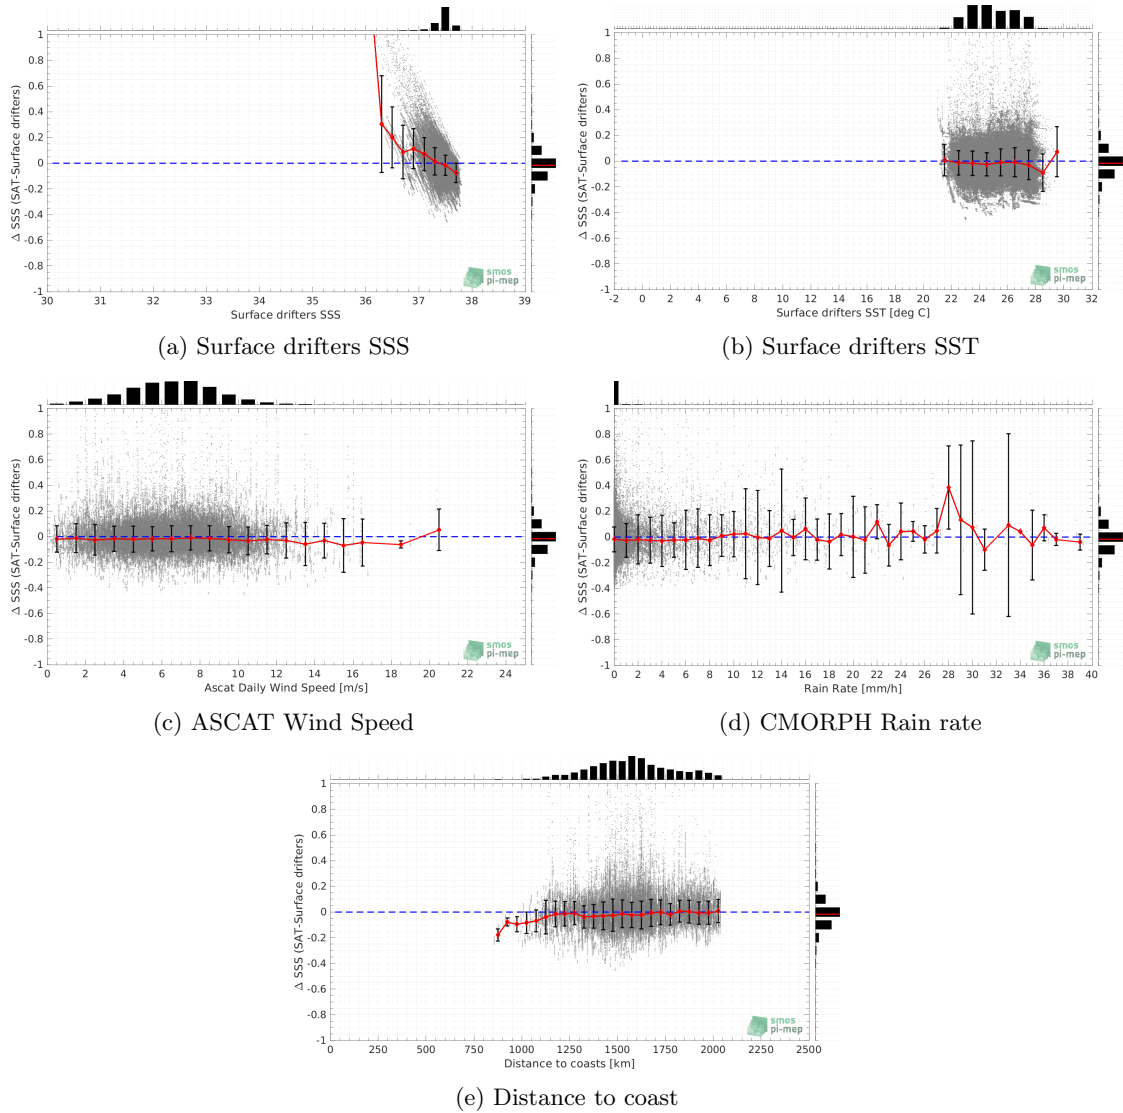 1
0.8
0.6
0.4
0.2
0
-0.2
-0.4
-0.6
-0.8
-1
Δ SSS (SAT-Surface drifters)
30 31 32 33 34 35 36 37 38 39
Surface drifters SSS
smos
pi-mep
(a) Surface drifters SSS
1
0.8
0.6
0.4
0.2
0
-0.2
-0.4
-0.6
-0.8
-1
Δ SSS (SAT-Surface drifters)
-2 0 2 4 6 8 10 12 14 16 18 20 22 24 26 28 30 32
Surface drifters SST [deg C]
smos
pi-mep
(b) Surface drifters SST
1
0.8
0.6
0.4
0.2
0
-0.2
-0.4
-0.6
-0.8
-1
Δ SSS (SAT-Surface drifters)
0 2 4 6 8 10 12 14 16 18 20 22 24
Ascat Daily Wind Speed [m/s]
smos
pi-mep
(c) ASCAT Wind Speed
1
0.8
0.6
0.4
0.2
0
-0.2
-0.4
-0.6
-0.8
-1
Δ SSS (SAT-Surface drifters)
0 2 4 6 8 10 12 14 16 18 20 22 24 26 28 30 32 34 36 38 40
Rain Rate [mm/h]
smos
pi-mep
(d) CMORPH Rain rate
1
0.8
0.6
0.4
0.2
0
-0.2
-0.4
-0.6
-0.8
-1
Δ SSS (SAT-Surface drifters)
0 250 500 750 1000 1250 1500 1750 2000 2250 2500
Distance to coasts [km]
smos
pi-mep
(e) Distance to coast